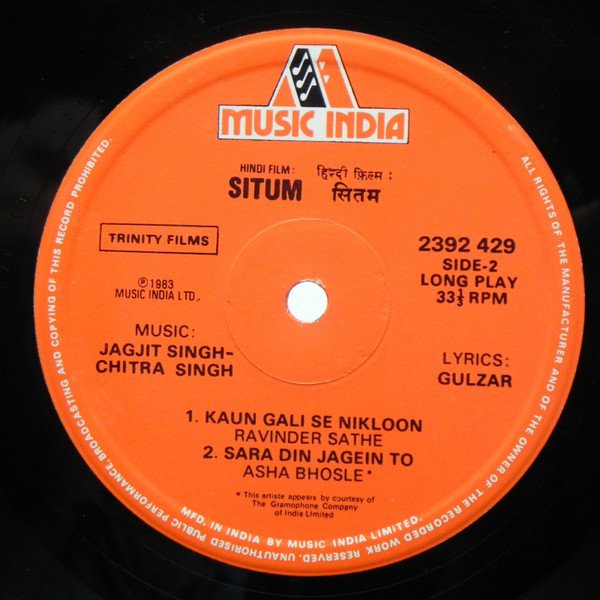 MUSIC INDIA
HINDI FILM: हिन्दी फ़िल्म :
SITUM सितम
TRINITY FILMS
℗1983
MUSIC INDIA LTD.
2392 429
SIDE-2
LONG PLAY
33⅓ RPM
MUSIC:
JAGJIT SINGH-
CHITRA SINGH
LYRICS:
GULZAR
1. KAUN GALI SE NIKLOON
RAVINDER SATHE
2. SARA DIN JAGEIN TO
ASHA BHOSLE*
* This artiste appears by courtesy of
The Gramophone Company
of India Limited
MFD. IN INDIA BY MUSIC INDIA LIMITED.
ALL RIGHTS OF THE MANUFACTURER AND OF THE OWNER OF THE RECORDED WORK RESERVED. UNAUTHORISED PUBLIC PERFORMANCE. BROADCASTING AND COPYING OF THIS RECORD PROHIBITED.